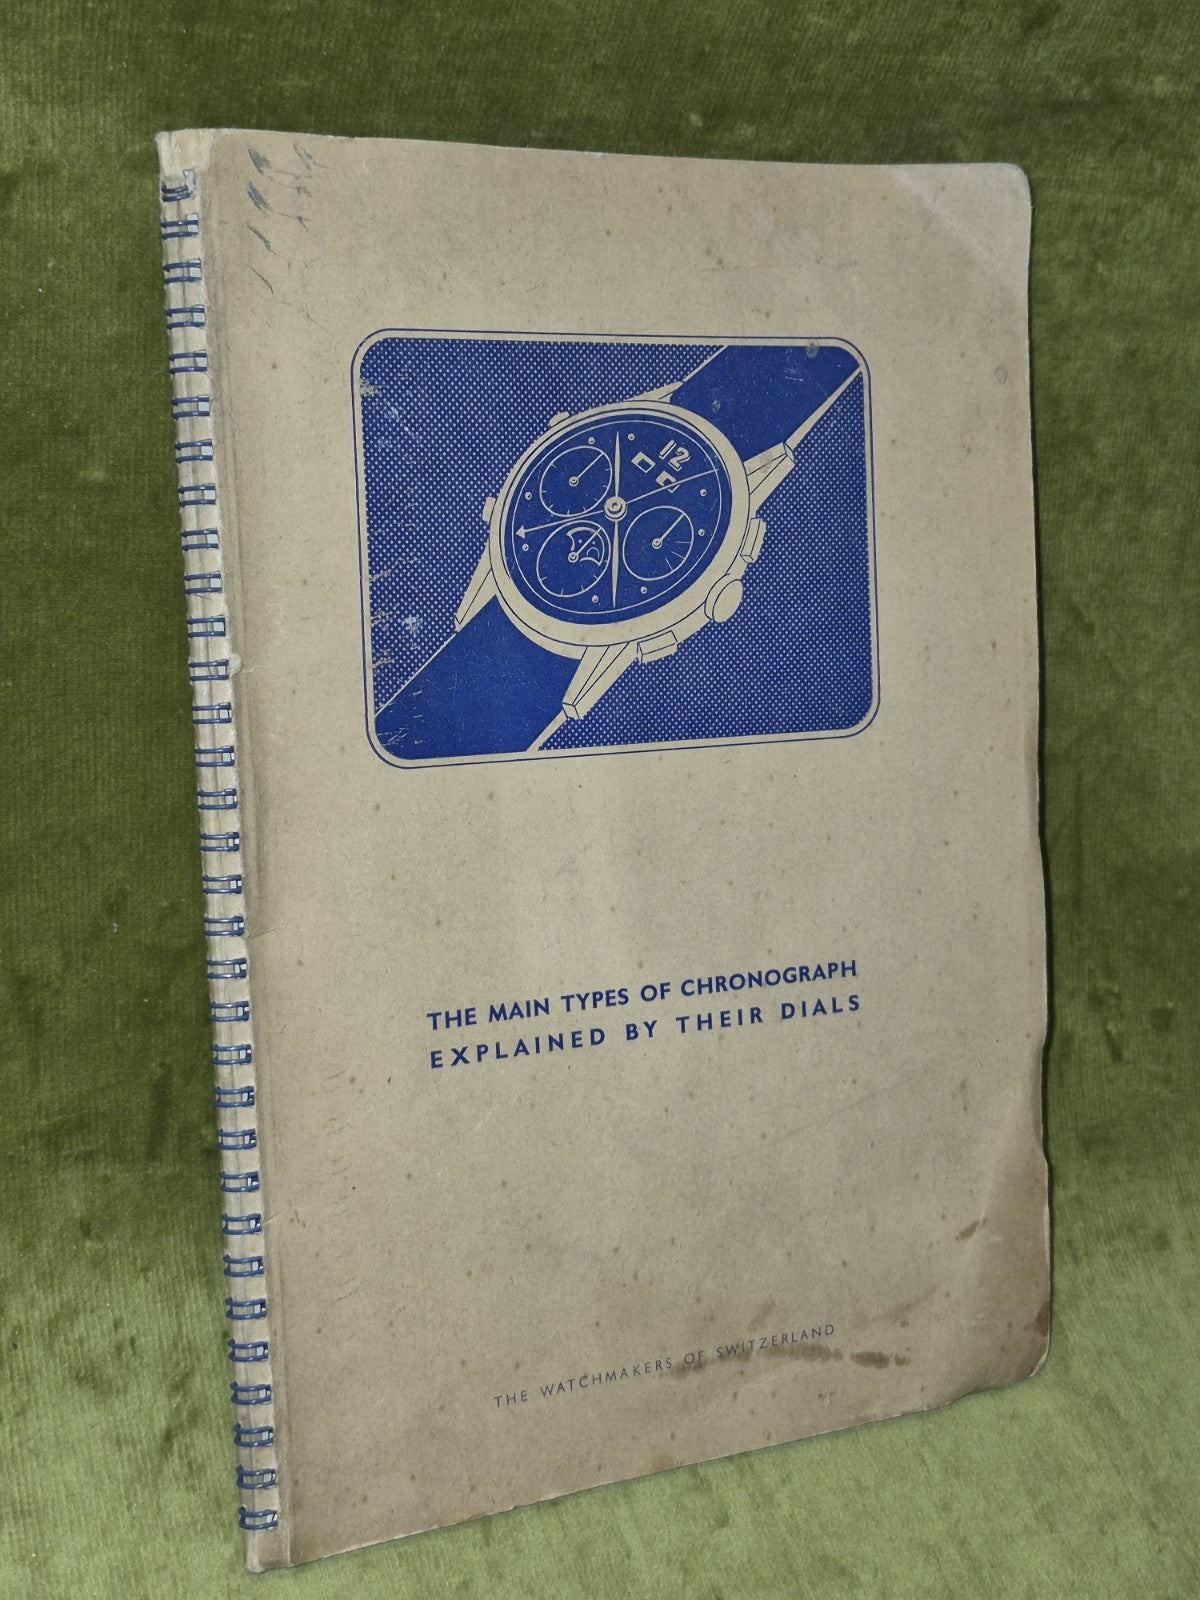 12
THE MAIN TYPES OF CHRONOGRAPH
EXPLAINED BY THEIR DIALS
THE WATCHMAKERS OF SWITZERLAND